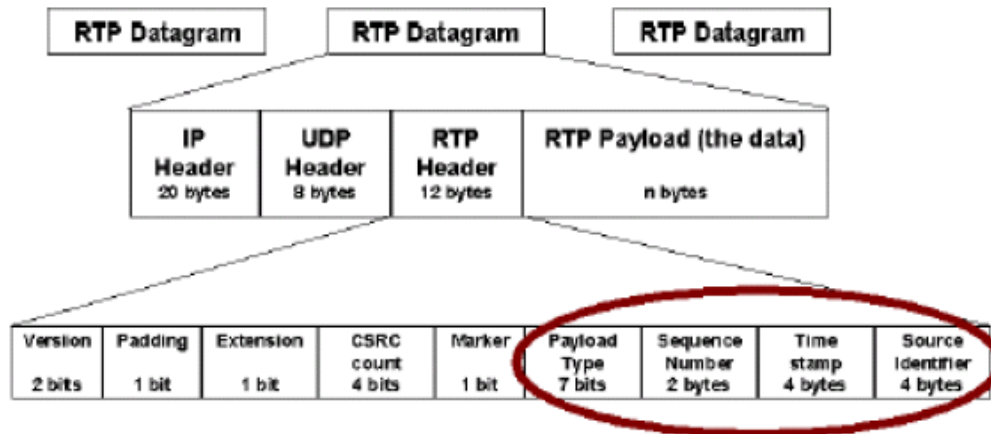 RTP Datagram RTP Datagram RTP Datagram
IP Header 20 bytes
UDP Header 8 bytes
RTP Header 12 bytes
RTP Payload (the data) n bytes
Version 2 bits
Padding 1 bit
Extension 1 bit
CSRC count 4 bits
Marker 1 bit
Payload Type 7 bits
Sequence Number 2 bytes
Time stamp 4 bytes
Source Identifier 4 bytes